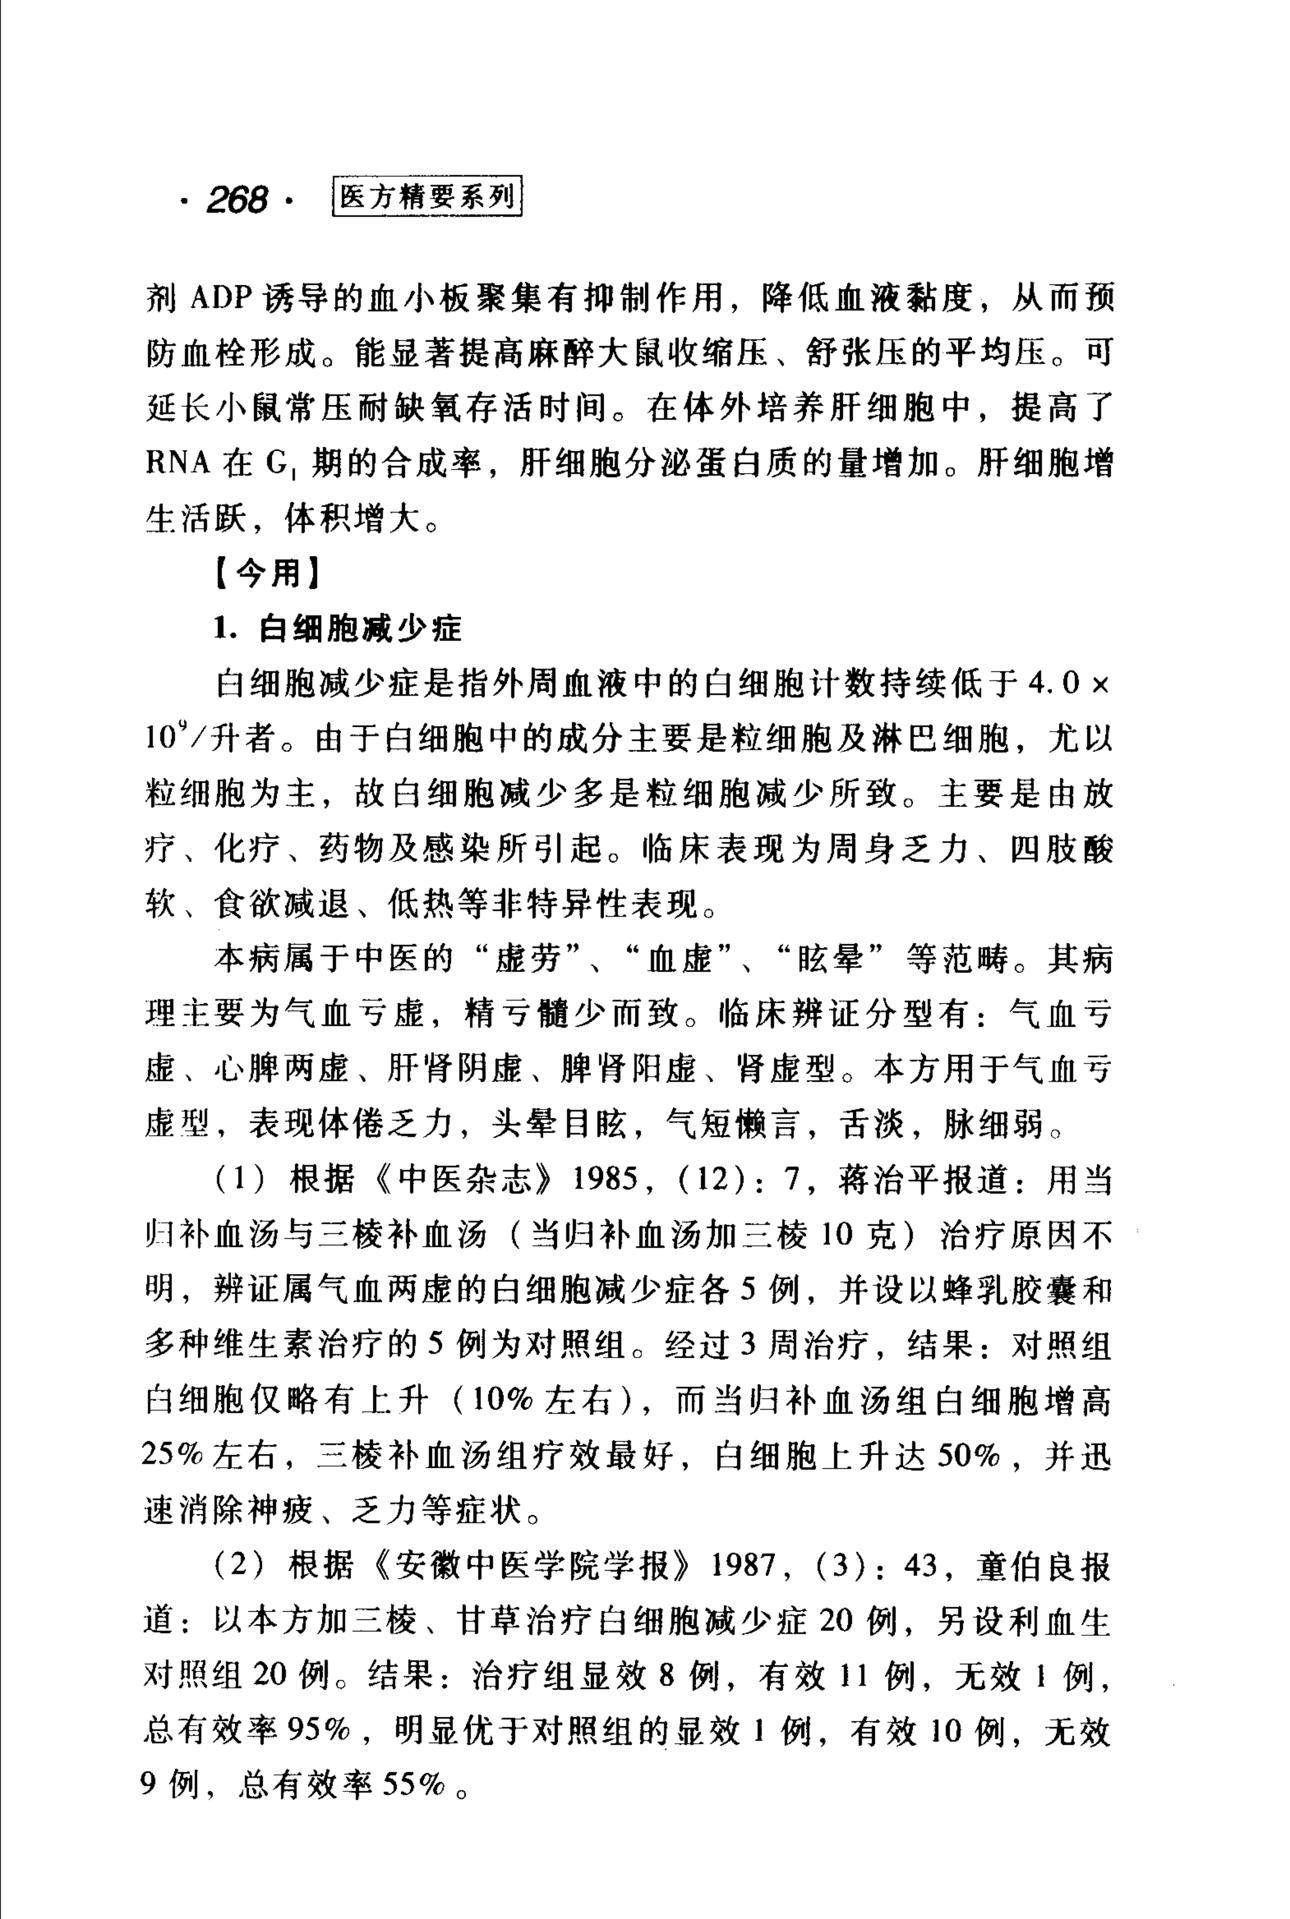 ·268· 医方精要系列
剂 ADP 诱导的血小板聚集有抑制作用，降低血液黏度，从而预
防血栓形成。能显著提高麻醉大鼠收缩压、舒张压的平均压。可
延长小鼠常压耐缺氧存活时间。在体外培养肝细胞中，提高了
RNA 在 G₁ 期的合成率，肝细胞分泌蛋白质的量增加。肝细胞增
生活跃，体积增大。
【今用】
1. 白细胞减少症
白细胞减少症是指外周血液中的白细胞计数持续低于 4.0 ×
10⁹/升者。由于白细胞中的成分主要是粒细胞及淋巴细胞，尤以
粒细胞为主，故白细胞减少多是粒细胞减少所致。主要是由放
疗、化疗、药物及感染所引起。临床表现为周身乏力、四肢酸
软、食欲减退、低热等非特异性表现。
本病属于中医的“虚劳”、“血虚”、“眩晕”等范畴。其病
理主要为气血亏虚，精亏髓少而致。临床辨证分型有：气血亏
虚、心脾两虚、肝肾阴虚、脾肾阳虚、肾虚型。本方用于气血亏
虚型，表现体倦乏力，头晕目眩，气短懒言，舌淡，脉细弱。
（1）根据《中医杂志》1985，（12）：7，蒋治平报道：用当
归补血汤与三棱补血汤（当归补血汤加三棱 10 克）治疗原因不
明，辨证属气血两虚的白细胞减少症各 5 例，并设以蜂乳胶囊和
多种维生素治疗的 5 例为对照组。经过 3 周治疗，结果：对照组
白细胞仅略有上升（10% 左右），而当归补血汤组白细胞增高
25% 左右，三棱补血汤组疗效最好，白细胞上升达 50%，并迅
速消除神疲、乏力等症状。
（2）根据《安徽中医学院学报》1987，（3）：43，童伯良报
道：以本方加三棱、甘草治疗白细胞减少症 20 例，另设利血生
对照组 20 例。结果：治疗组显效 8 例，有效 11 例，无效 1 例，
总有效率 95%，明显优于对照组的显效 1 例，有效 10 例，无效
9 例，总有效率 55%。